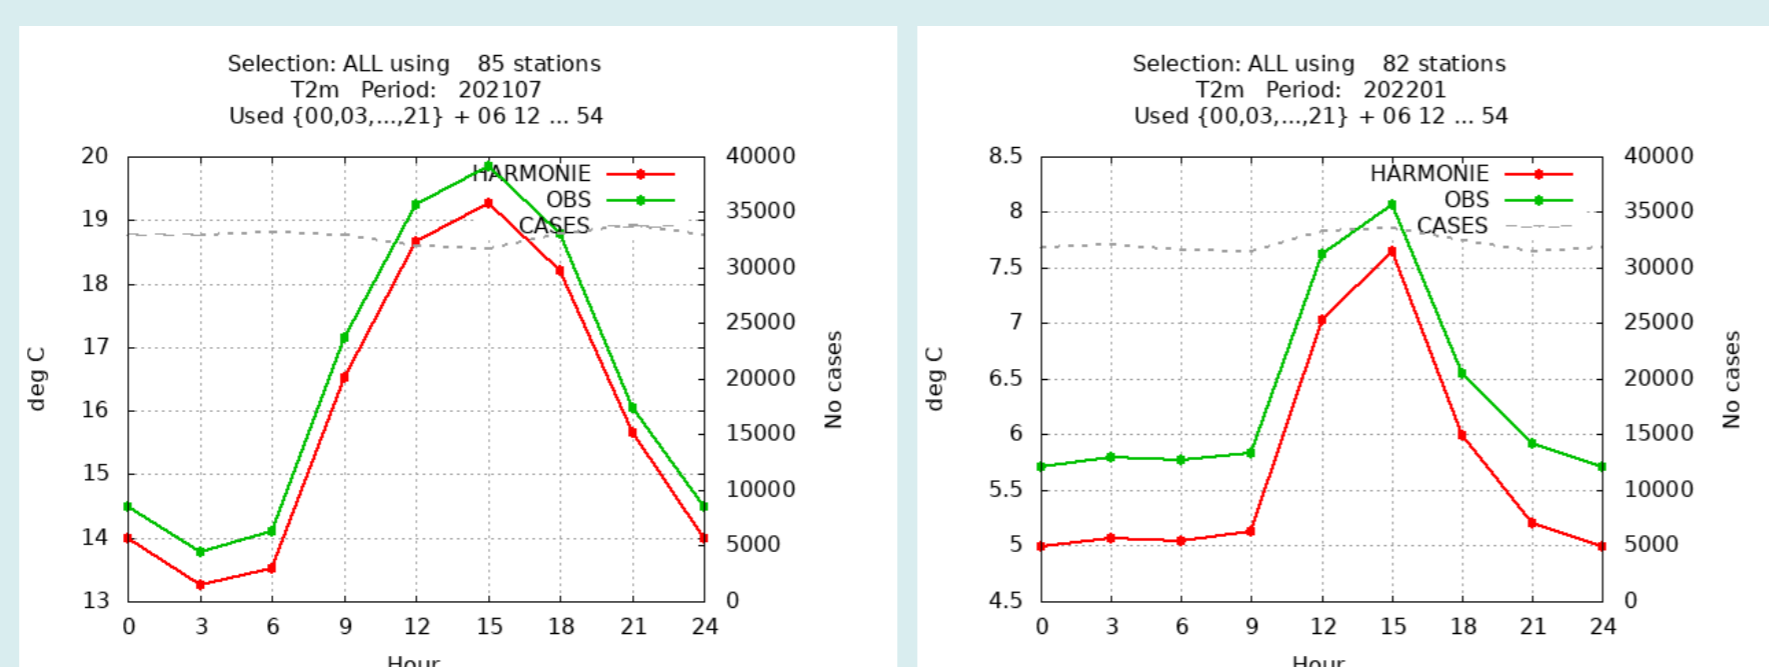 Selection: ALL using 85 stations
T2m Period: 202107
Used {00,03,...,21} + 06 12 ... 54
20
19
18
17
16
15
14
13
40000
35000
30000
25000
20000
15000
10000
5000
0
HARMONIE
OBS
CASES
deg C
No cases
0 3 6 9 12 15 18 21 24
Hour
Selection: ALL using 82 stations
T2m Period: 202201
Used {00,03,...,21} + 06 12 ... 54
8.5
8
7.5
7
6.5
6
5.5
5
4.5
40000
35000
30000
25000
20000
15000
10000
5000
0
HARMONIE
OBS
CASES
deg C
No cases
0 3 6 9 12 15 18 21 24
Hour